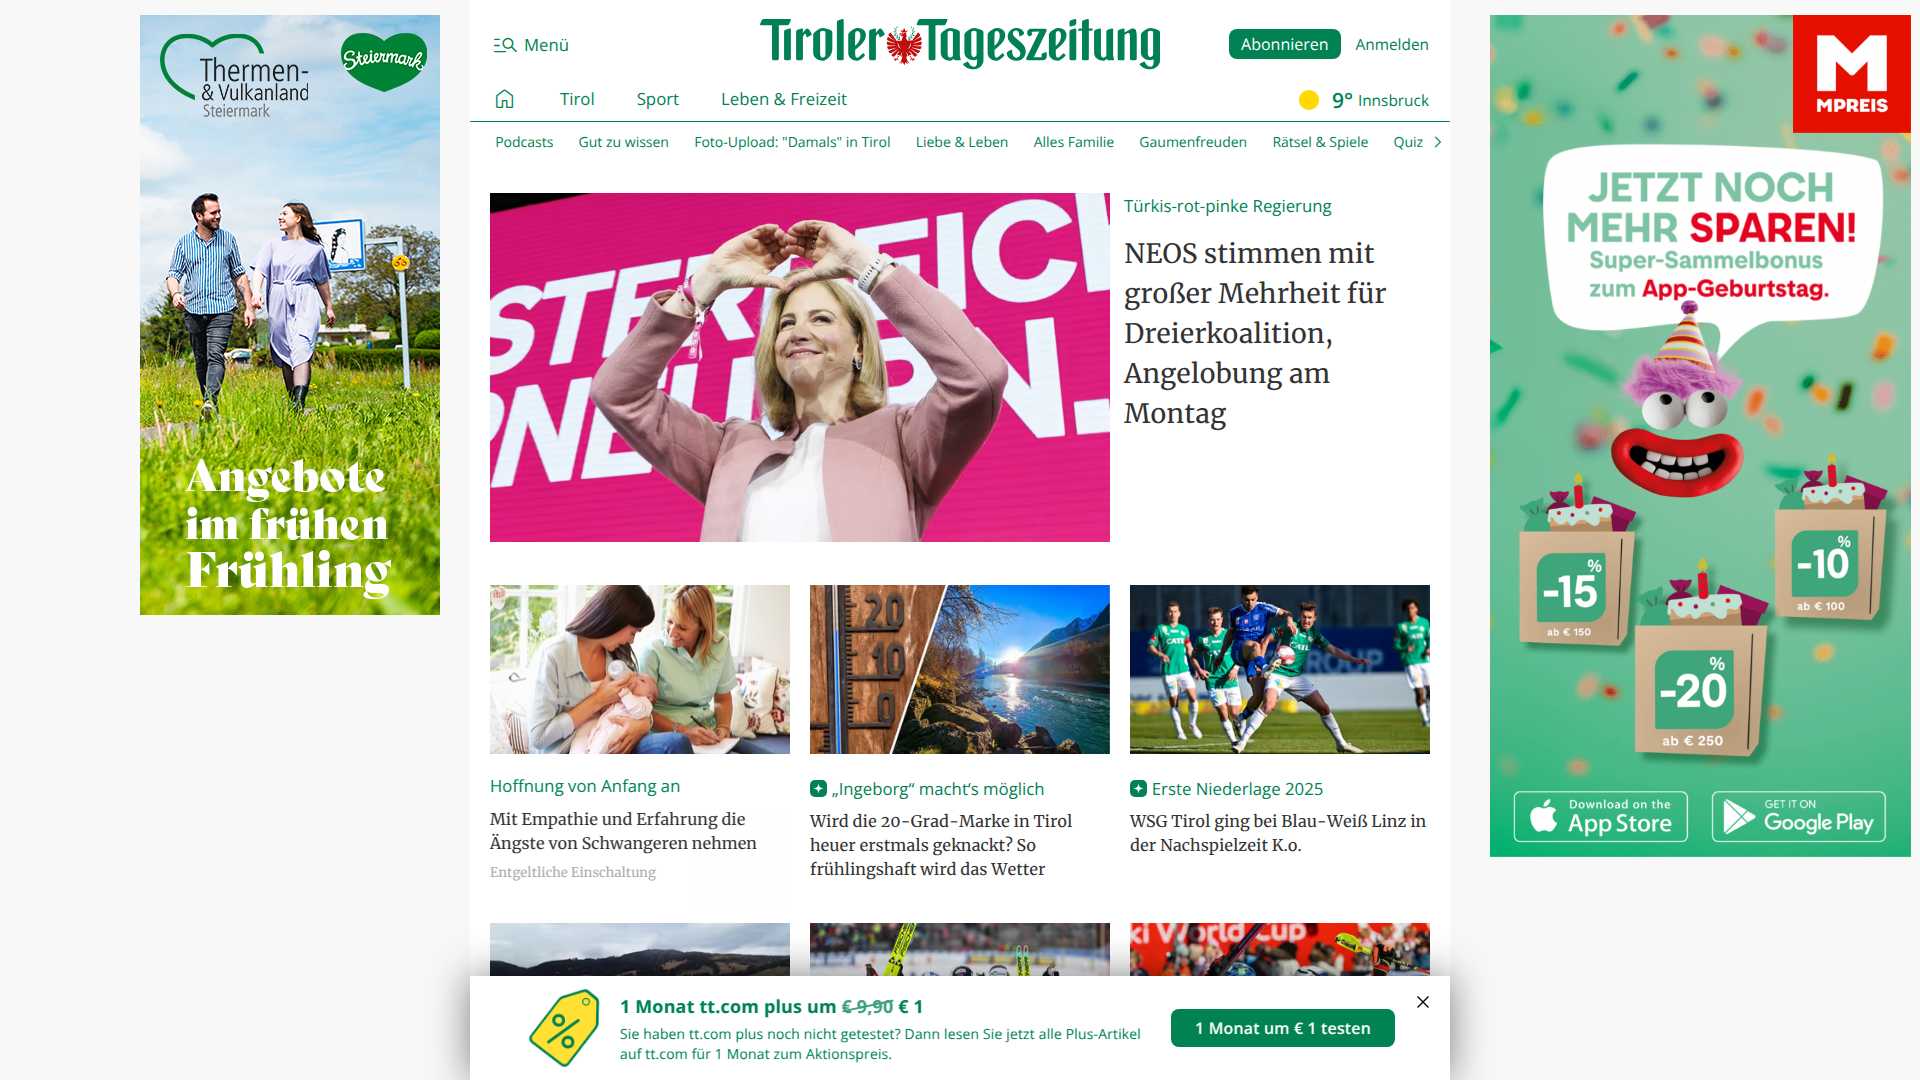 Thermen-
& Vulkanland
Steiermark
Steiermark
Angebote
im frühen
Frühling
Menü
Tiroler Tageszeitung
Abonnieren
Anmelden
Tirol
Sport
Leben & Freizeit
9° Innsbruck
Podcasts
Gut zu wissen
Foto-Upload: "Damals" in Tirol
Liebe & Leben
Alles Familie
Gaumenfreuden
Rätsel & Spiele
Quiz
Türkis-rot-pinke Regierung
NEOS stimmen mit
großer Mehrheit für
Dreierkoalition,
Angelobung am
Montag
Hoffnung von Anfang an
Mit Empathie und Erfahrung die
Ängste von Schwangeren nehmen
Entgeltliche Einschaltung
20
10
0
„Ingeborg“ macht’s möglich
Wird die 20-Grad-Marke in Tirol
heuer erstmals geknackt? So
frühlingshaft wird das Wetter
Erste Niederlage 2025
WSG Tirol ging bei Blau-Weiß Linz in
der Nachspielzeit K.o.
ki World Cup
1 Monat tt.com plus um € 9,90 € 1
Sie haben tt.com plus noch nicht getestet? Dann lesen Sie jetzt alle Plus-Artikel
auf tt.com für 1 Monat zum Aktionspreis.
1 Monat um € 1 testen
M
MPREIS
JETZT NOCH
MEHR SPAREN!
Super-Sammelbonus
zum App-Geburtstag.
-15%
ab € 150
-10%
ab € 100
-20%
ab € 250
Download on the
App Store
GET IT ON
Google Play